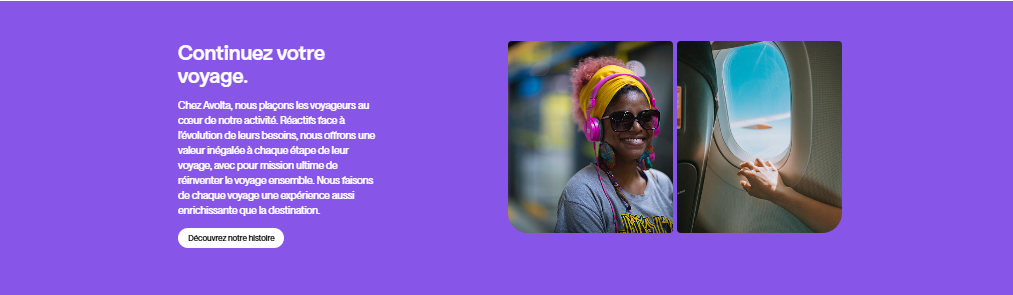 Continuez votre
voyage.
Chez Avolta, nous plaçons les voyageurs au
cœur de notre activité. Réactifs face à
l'évolution de leurs besoins, nous offrons une
valeur inégalée à chaque étape de leur
voyage, avec pour mission ultime de
réinventer le voyage ensemble. Nous faisons
de chaque voyage une expérience aussi
enrichissante que la destination.
Découvrez notre histoire